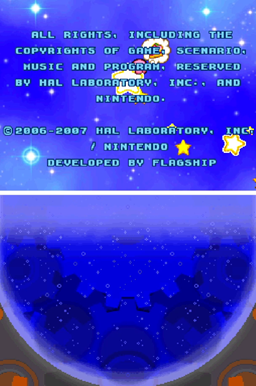 ALL RIGHTS, INCLUDING THE
COPYRIGHTS OF GAME, SCENARIO,
MUSIC AND PROGRAM, RESERVED
BY HAL LABORATORY, INC., AND
NINTENDO.
©2006-2007 HAL LABORATORY, INC.
/ NINTENDO
DEVELOPED BY FLAGSHIP